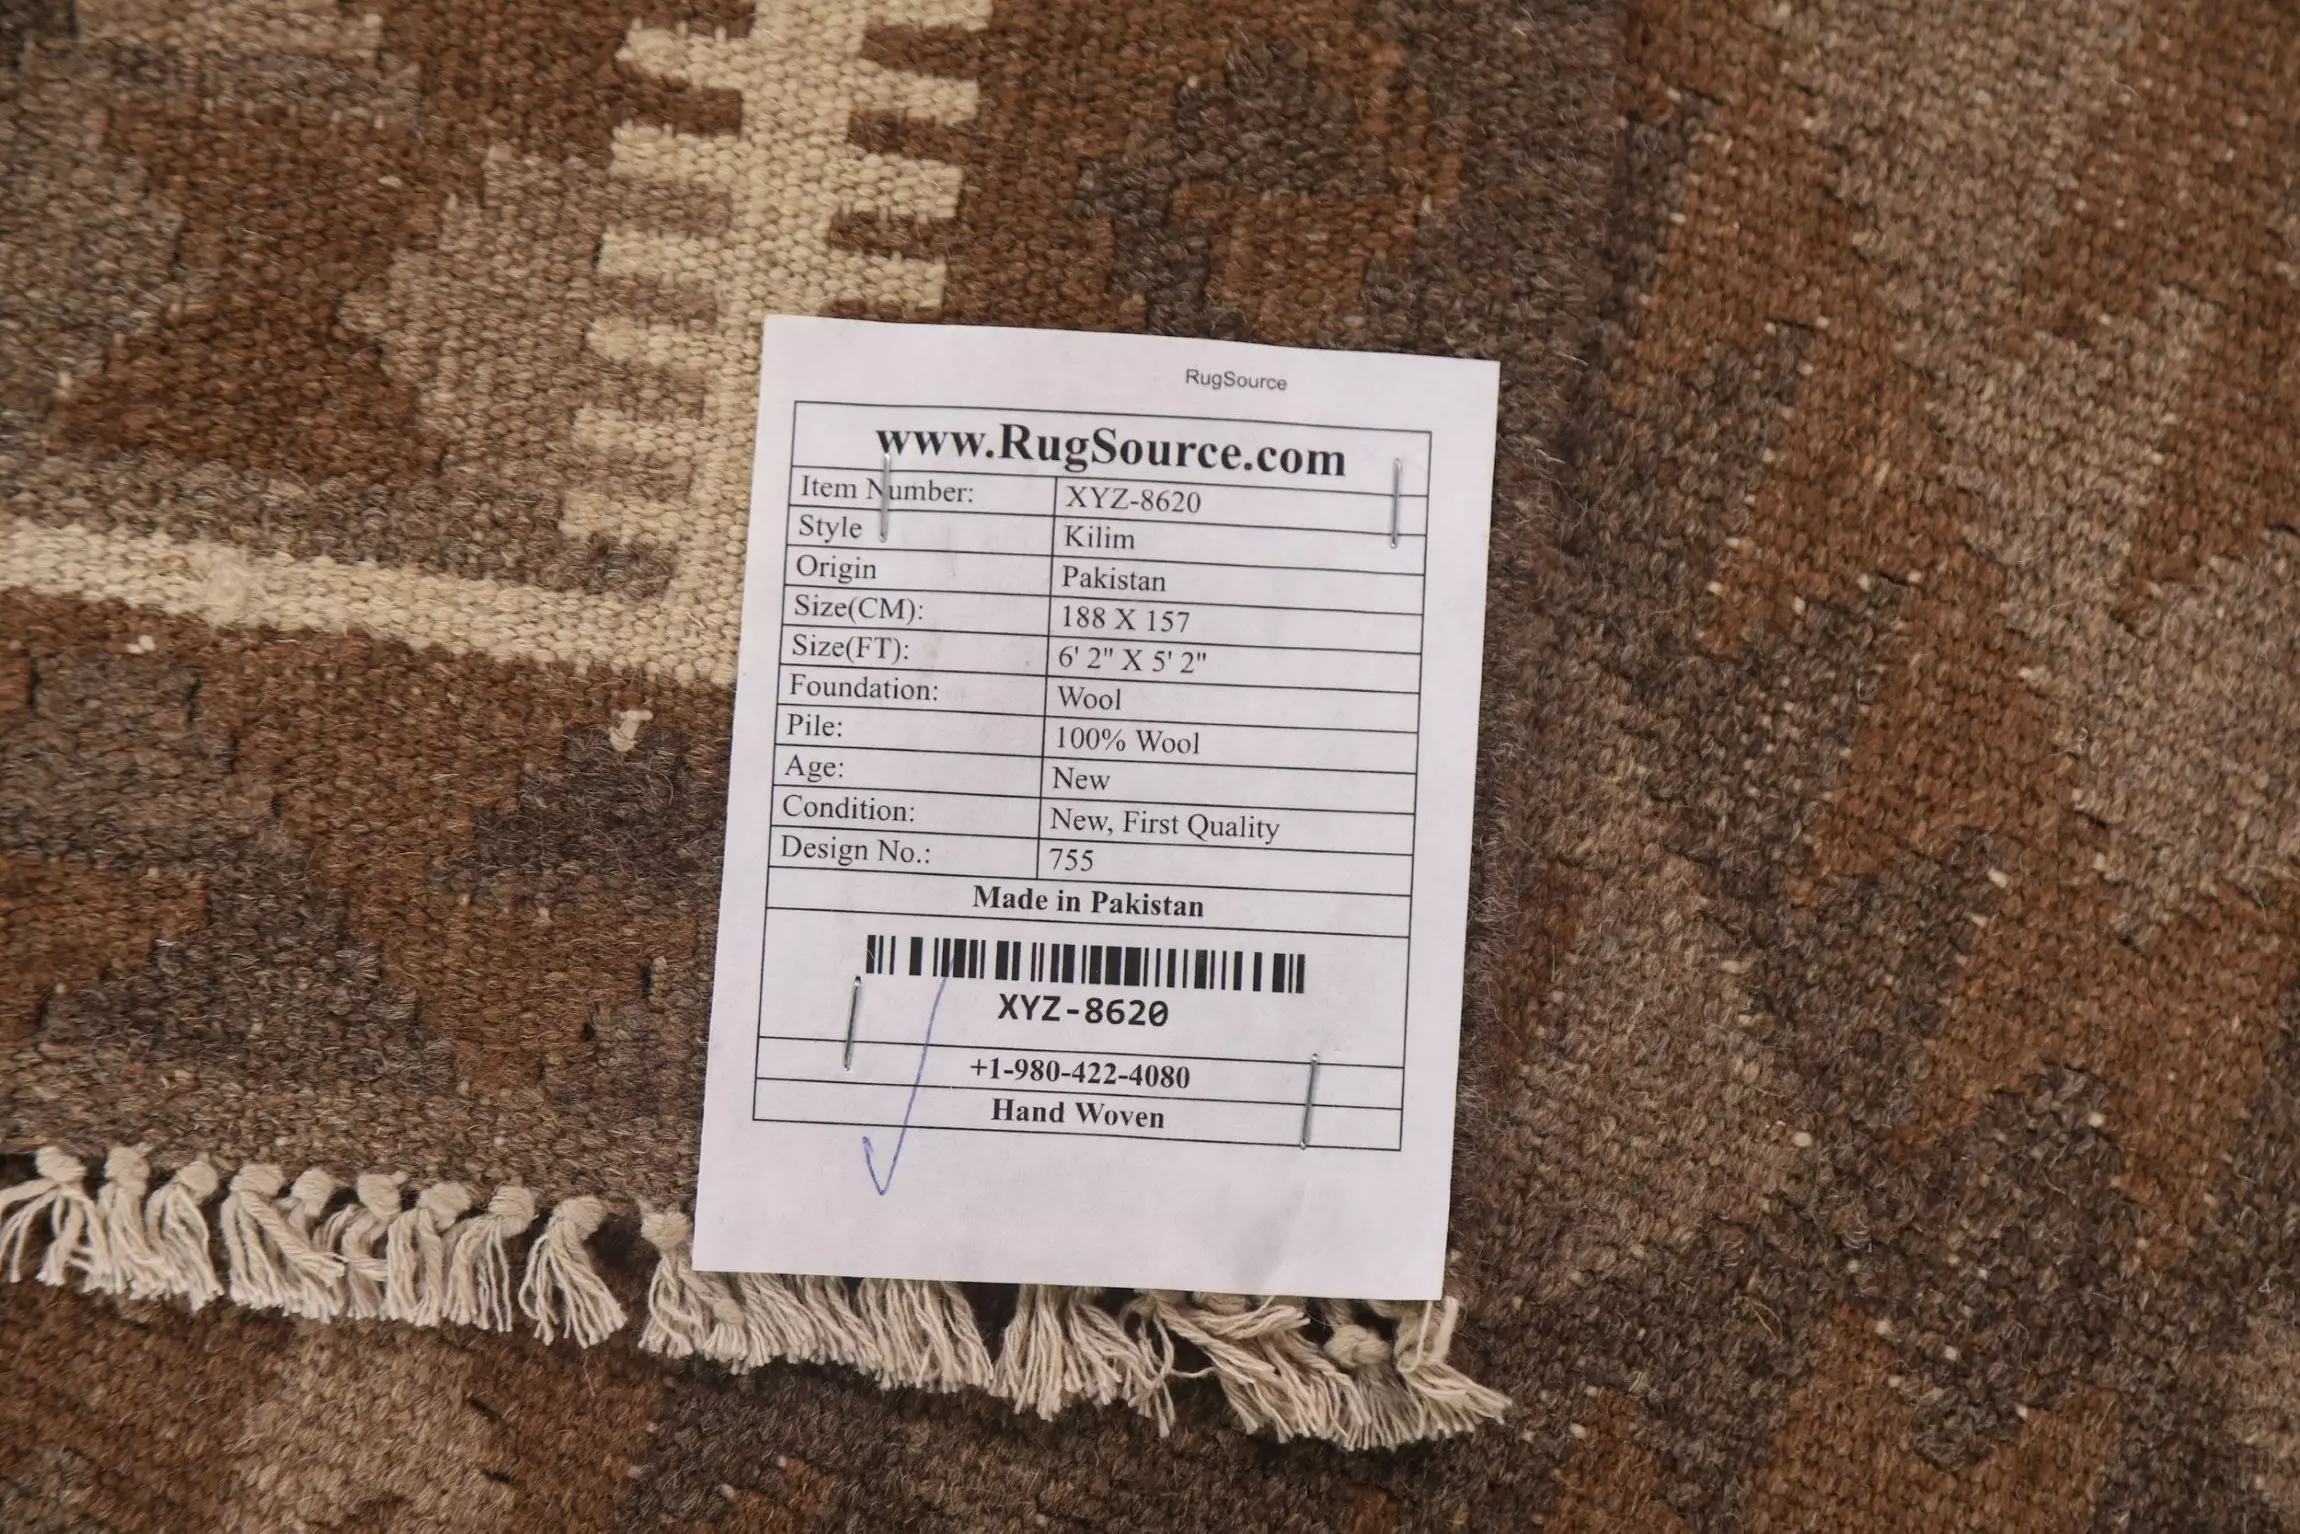 RugSource
www.RugSource.com
Item Number: XYZ-8620
Style Kilim
Origin Pakistan
Size(CM): 188 X 157
Size(FT): 6' 2" X 5' 2"
Foundation: Wool
Pile: 100% Wool
Age: New
Condition: New, First Quality
Design No.: 755
Made in Pakistan
XYZ-8620
+1-980-422-4080
Hand Woven